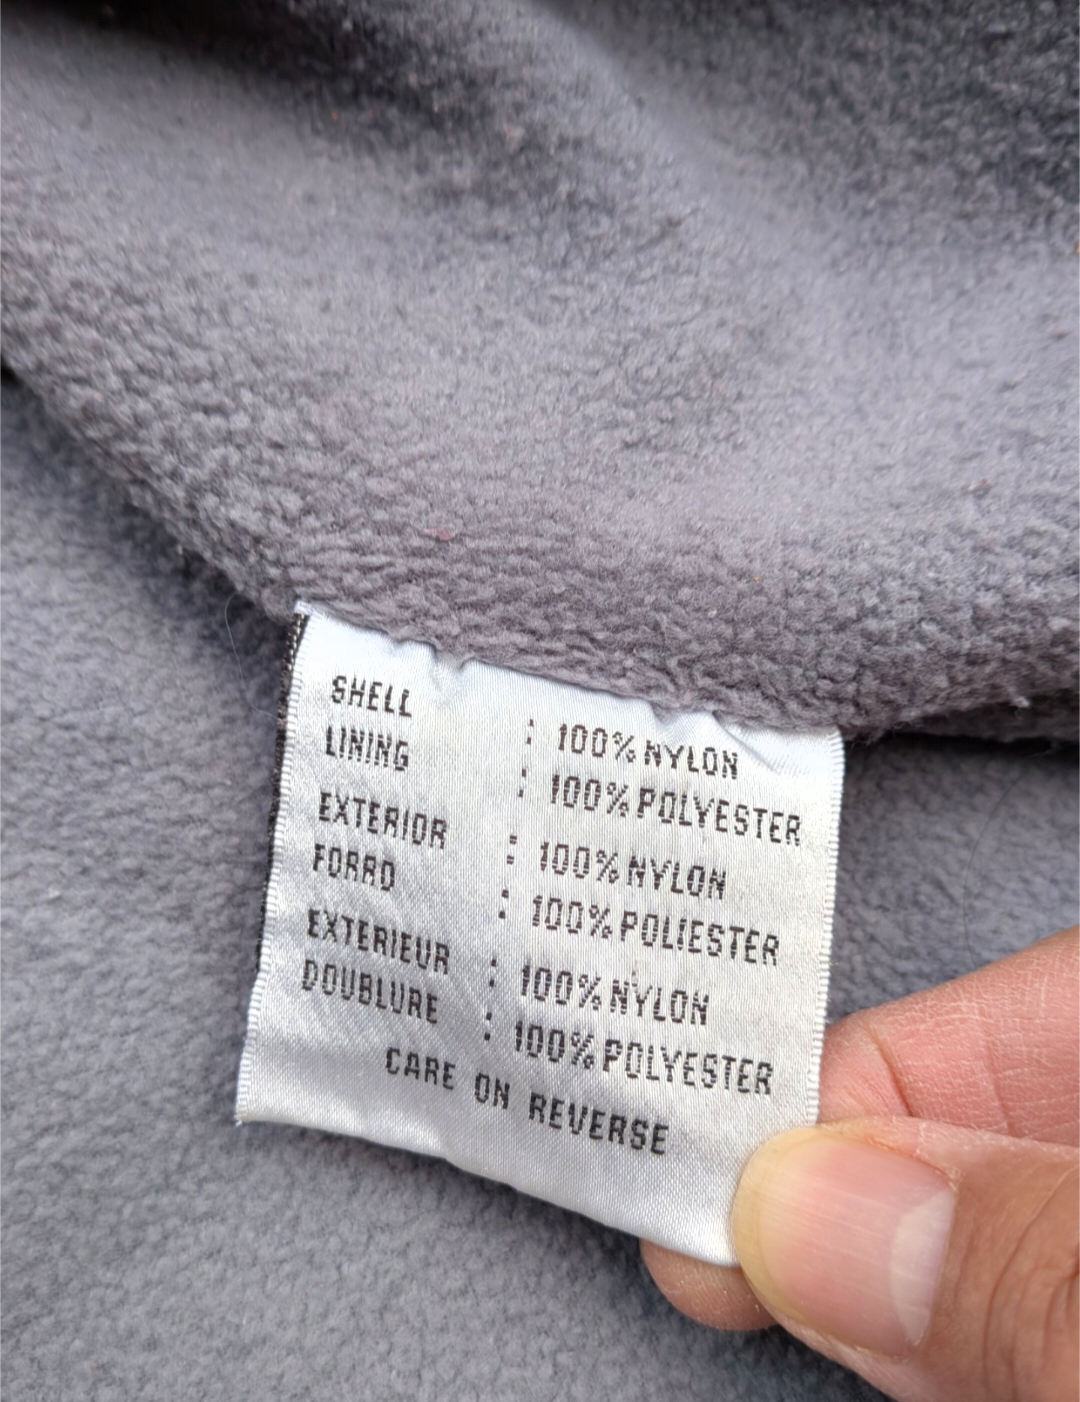 SHELL : 100% NYLON
LINING : 100% POLYESTER
EXTERIOR : 100% NYLON
FORRO : 100% POLIESTER
EXTERIEUR : 100% NYLON
DOUBLURE : 100% POLYESTER
CARE ON REVERSE